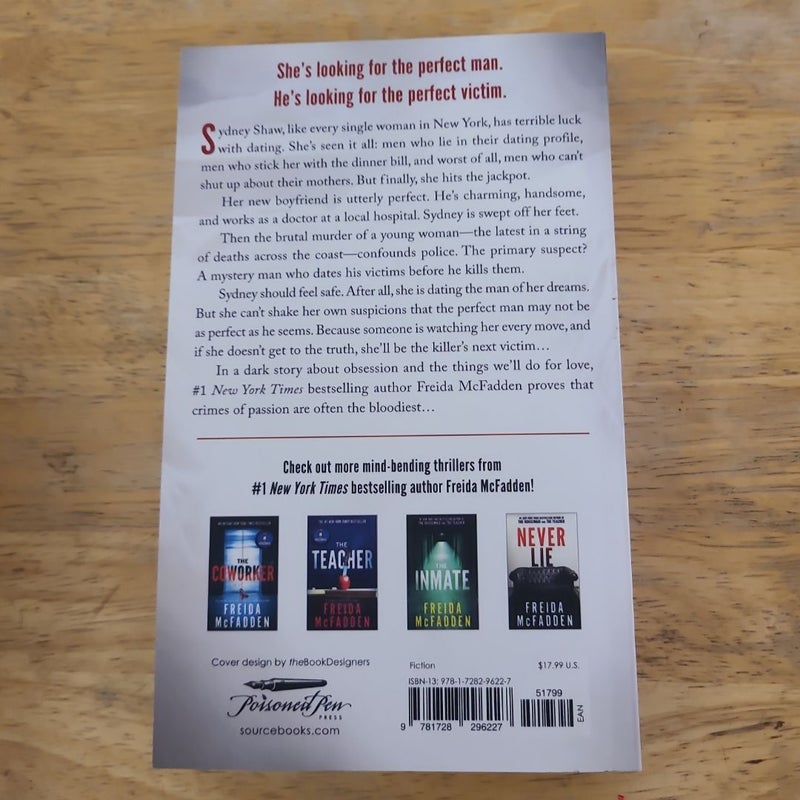 She's looking for the perfect man.
He's looking for the perfect victim.
Sydney Shaw, like every single woman in New York, has terrible luck
with dating. She's seen it all: men who lie in their dating profile,
men who stick her with the dinner bill, and worst of all, men who can't
shut up about their mothers. But finally, she hits the jackpot.
Her new boyfriend is utterly perfect. He's charming, handsome,
and works as a doctor at a local hospital. Sydney is swept off her feet.
Then the brutal murder of a young woman—the latest in a string
of deaths across the coast—confounds police. The primary suspect?
A mystery man who dates his victims before he kills them.
Sydney should feel safe. After all, she is dating the man of her dreams.
But she can't shake her own suspicions that the perfect man may not be
as perfect as he seems. Because someone is watching her every move, and
if she doesn't get to the truth, she'll be the killer's next victim…
In a dark story about obsession and the things we'll do for love,
#1 New York Times bestselling author Freida McFadden proves that
crimes of passion are often the bloodiest…
Check out more mind-bending thrillers from
#1 New York Times bestselling author Freida McFadden!
THE
COWORKER
FREIDA
McFADDEN
THE
TEACHER
FREIDA
McFADDEN
THE
INMATE
FREIDA
McFADDEN
NEVER
LIE
FREIDA
McFADDEN
Cover design by theBookDesigners
Poisoned Pen
PRESS
sourcebooks.com
Fiction
$17.99 U.S.
ISBN-13: 978-1-7282-9622-7
51799
EAN
9 781728 296227